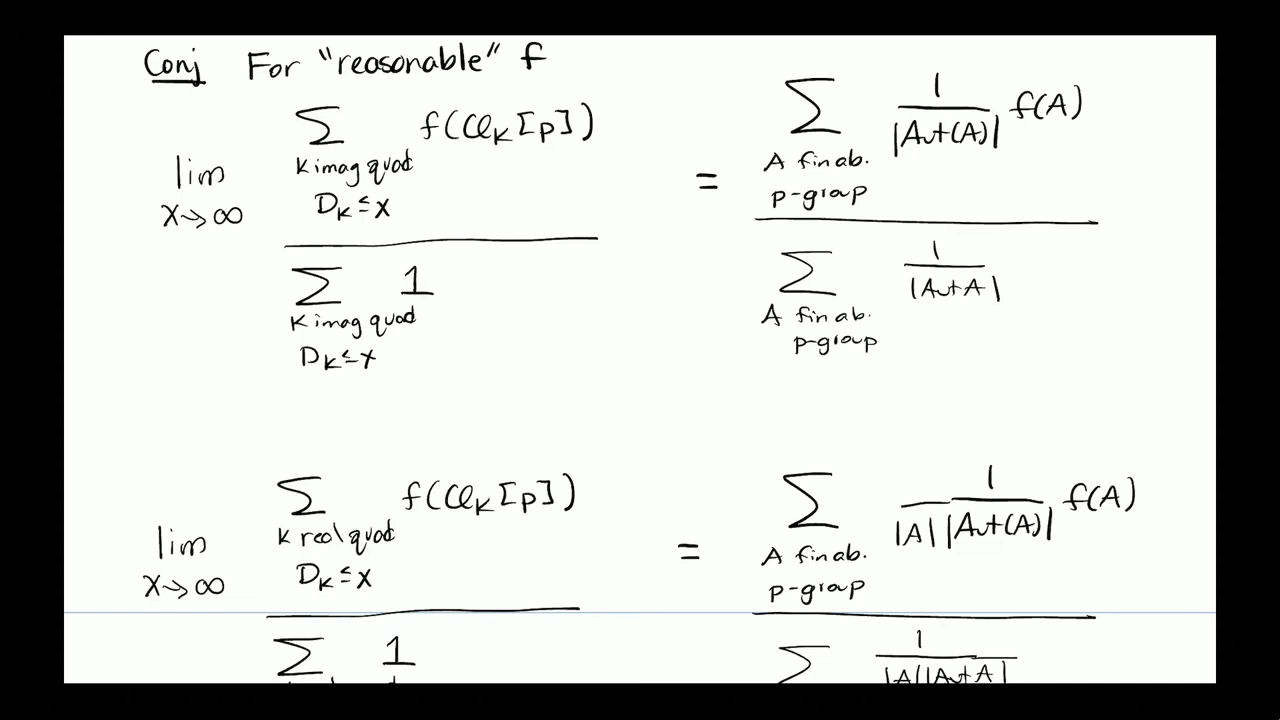 Conj For "reasonable" f
lim x→∞ ∑ f(Cl_K[p]) = ∑ 1/|Aut(A)| f(A)
K imag quad A fin ab.
D_K ≤ X p-group
∑ 1 ∑ 1/|Aut A|
K imag quad A fin ab.
D_K ≤ X p-group
lim X→∞ ∑ f(Cl_K[p]) = ∑ 1/|A||Aut(A)| f(A)
K real quad A fin ab.
D_K ≤ X p-group
∑ 1 ∑ 1/|A||Aut A|